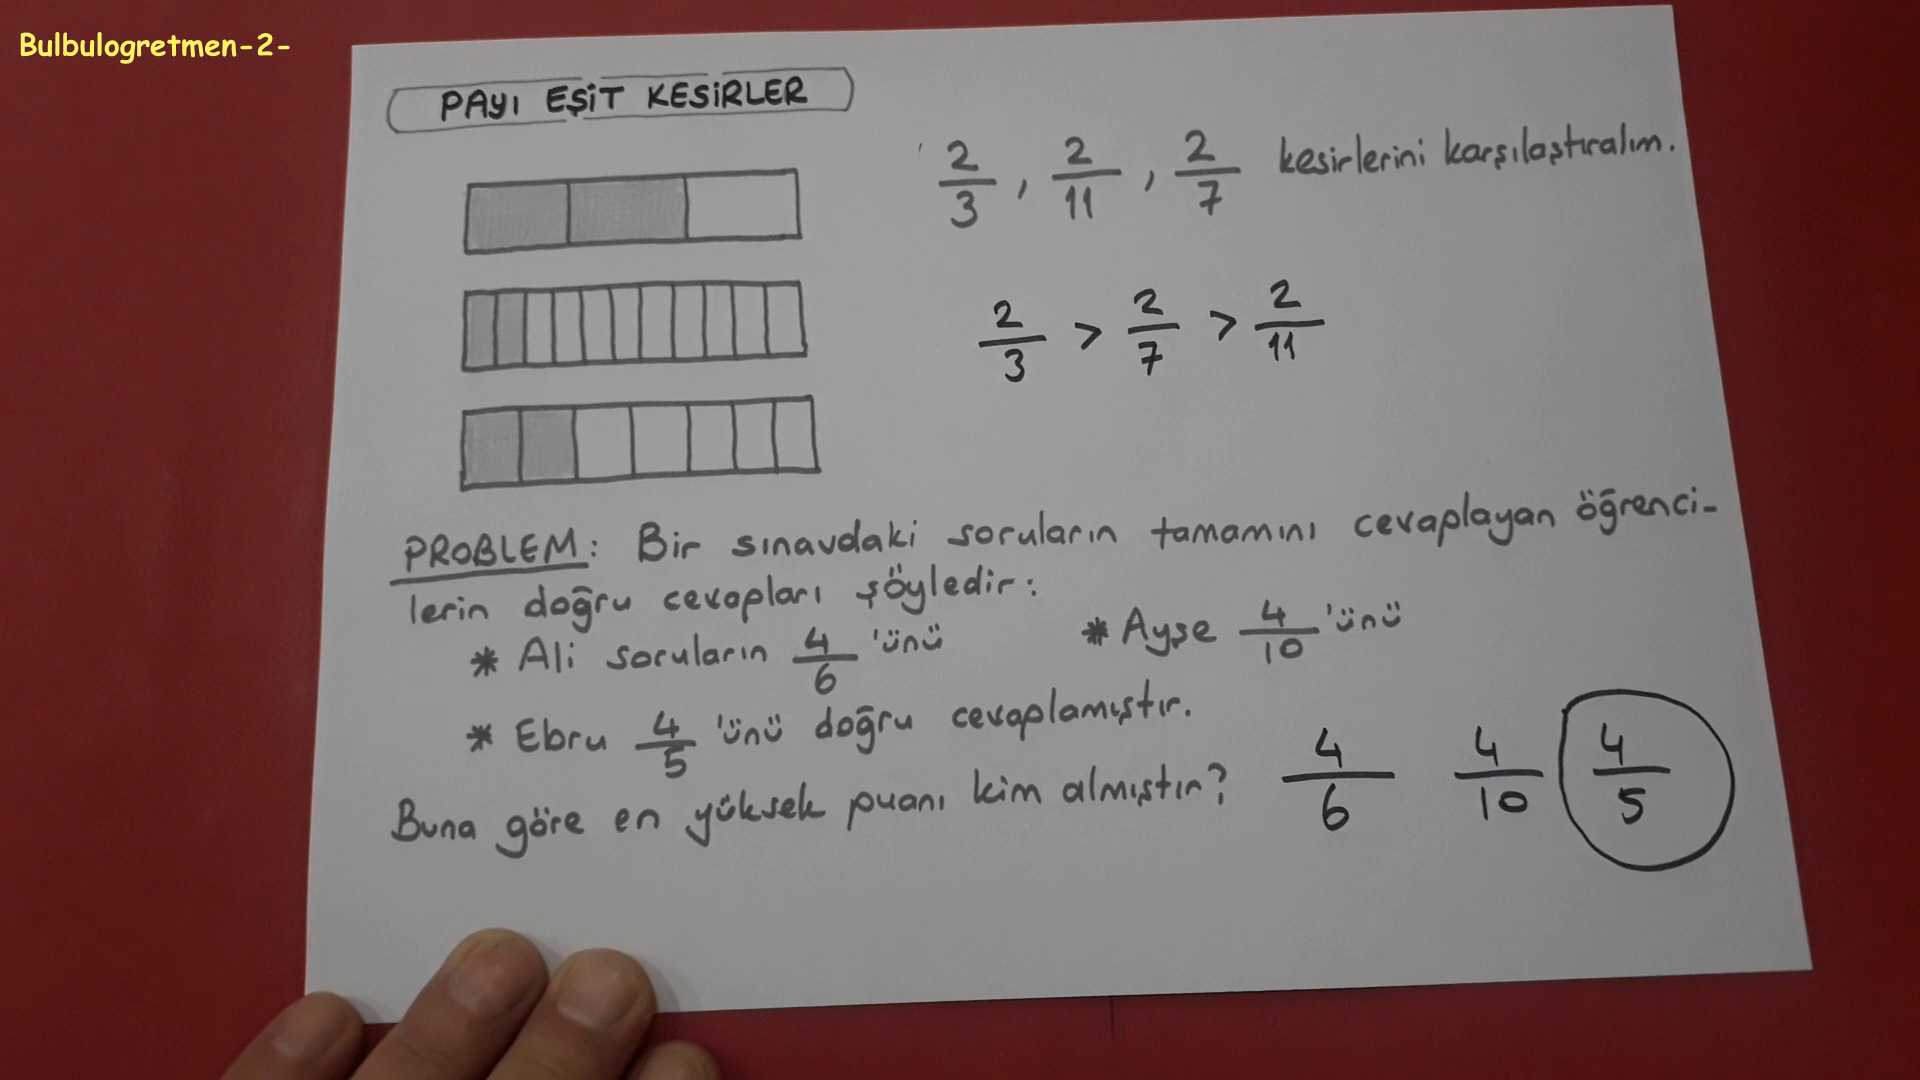 Bulbulogretmen-2-
PAYI EŞİT KESİRLER
2/3, 2/11, 2/7 kesirlerini karşılaştıralım.
2/3 > 2/7 > 2/11
PROBLEM: Bir sınavdaki soruların tamamını cevaplayan öğrenci-
lerin doğru cevapları şöyledir:
* Ali soruların 4/6 'ünü * Ayşe 4/10 'ünü
* Ebru 4/5 'ünü doğru cevaplamıştır.
Buna göre en yüksek puanı kim almıştır? 4/6 4/10 4/5